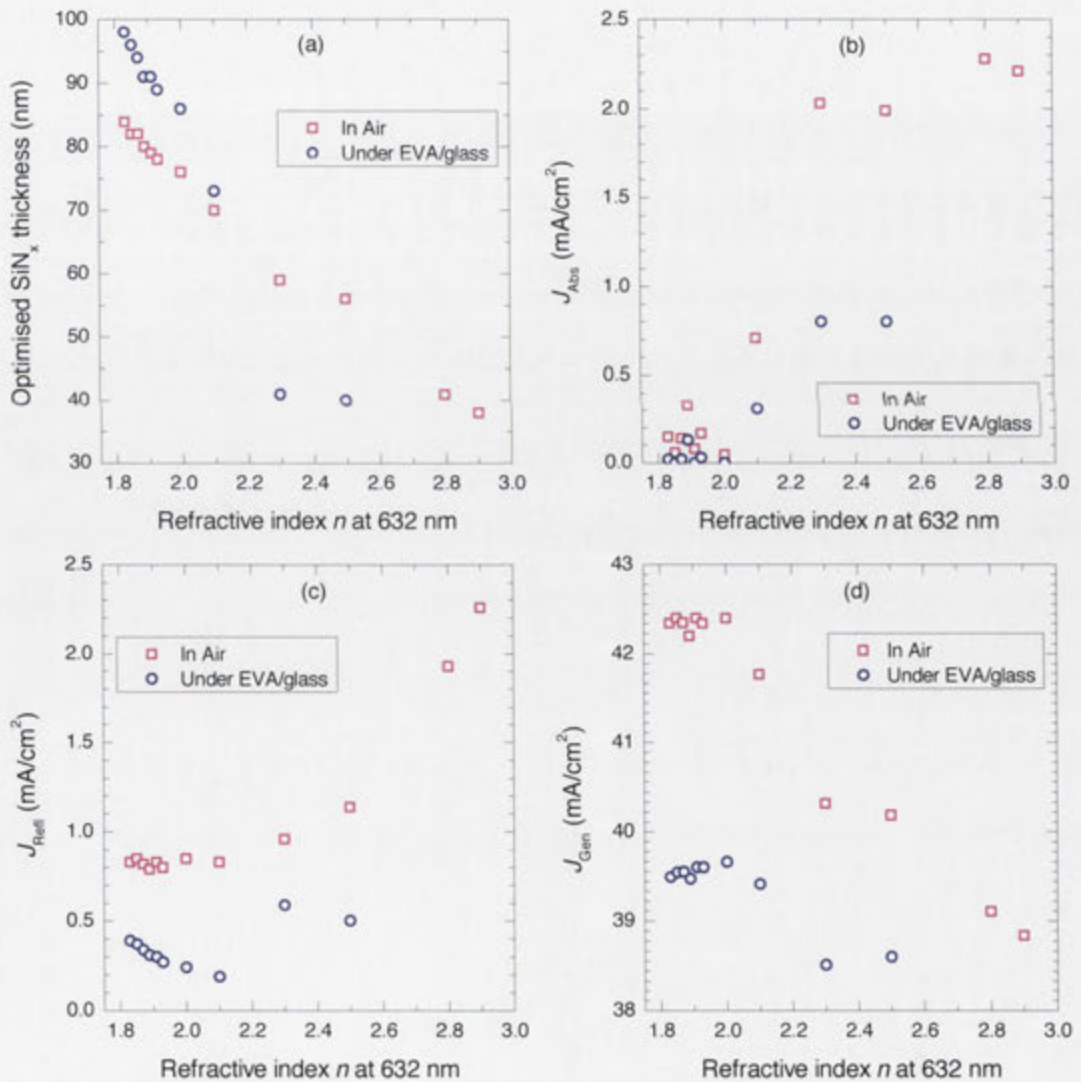 (a)
Optimised SiNx thickness (nm)
100
90
80
70
60
50
40
30
In Air
Under EVA/glass
1.8 2.0 2.2 2.4 2.6 2.8 3.0
Refractive index n at 632 nm
(b)
JAbs (mA/cm²)
2.5
2.0
1.5
1.0
0.5
0.0
In Air
Under EVA/glass
1.8 2.0 2.2 2.4 2.6 2.8 3.0
Refractive index n at 632 nm
(c)
JRefl (mA/cm²)
2.5
2.0
1.5
1.0
0.5
0.0
In Air
Under EVA/glass
1.8 2.0 2.2 2.4 2.6 2.8 3.0
Refractive index n at 632 nm
(d)
JGen (mA/cm²)
43
42
41
40
39
38
In Air
Under EVA/glass
1.8 2.0 2.2 2.4 2.6 2.8 3.0
Refractive index n at 632 nm